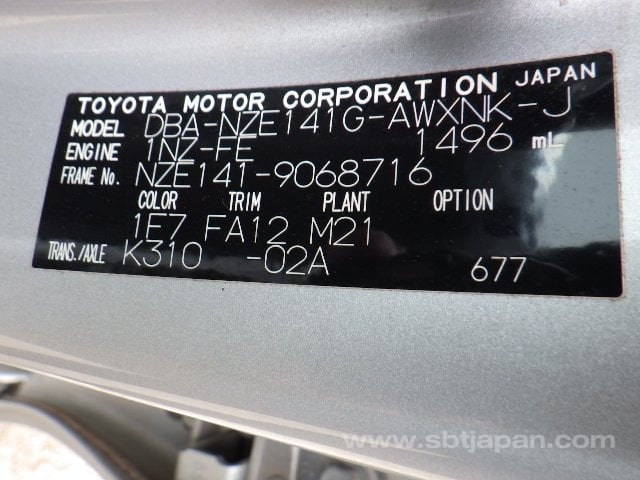 TOYOTA MOTOR CORPORATION JAPAN
MODEL DBA-NZE141G-AWXNK-J
ENGINE 1NZ-FE 1496 mL
FRAME No. NZE141-9068716
COLOR TRIM PLANT OPTION
1E7 FA12 M21
TRANS./AXLE K310 -02A 677
www.sbtjapan.com